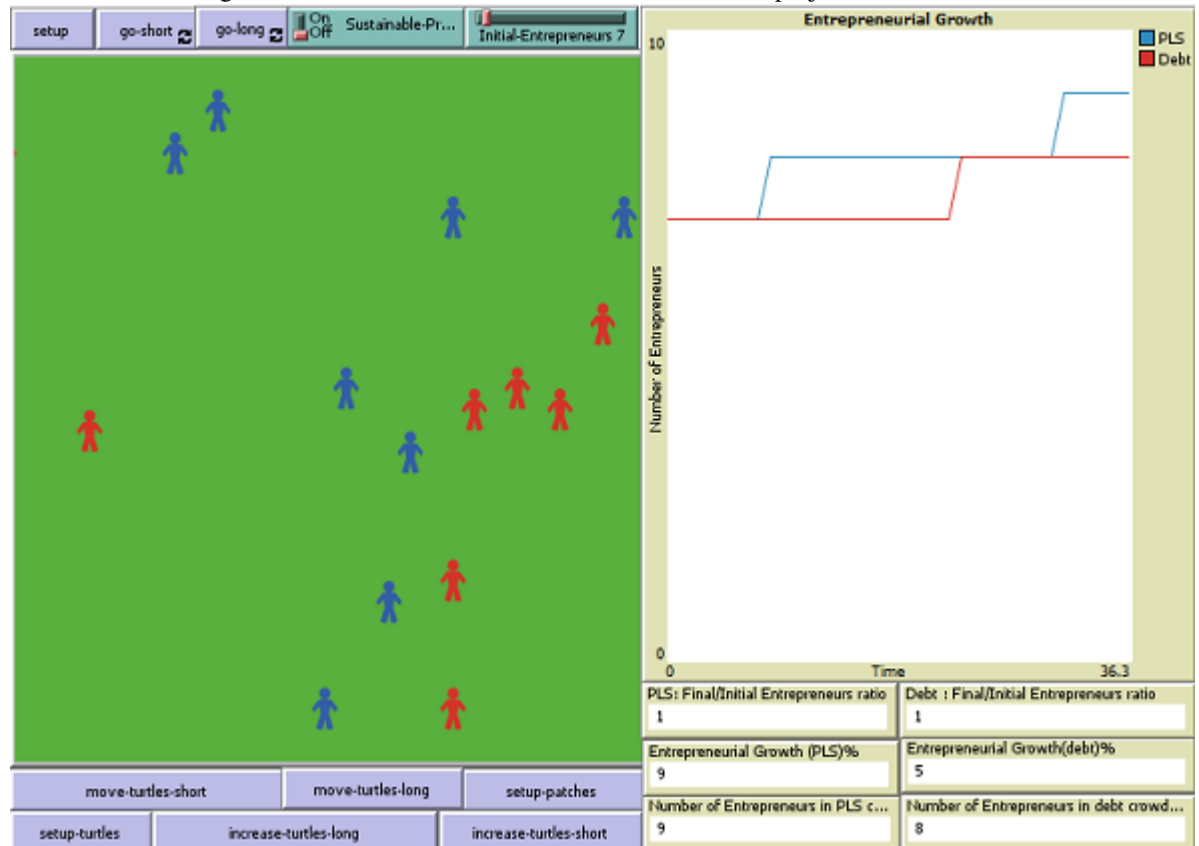 setup
go-short
go-long
On
Off
Sustainable-Pr...
Initial-Entrepreneurs 7
Entrepreneurial Growth
PLS
Debt
10
Number of Entrepreneurs
0
0
Time
36.3
PLS: Final/Initial Entrepreneurs ratio
1
Debt : Final/Initial Entrepreneurs ratio
1
Entrepreneurial Growth (PLS)%
9
Entrepreneurial Growth(debt)%
5
Number of Entrepreneurs in PLS c...
9
Number of Entrepreneurs in debt crowd...
8
move-turtles-short
move-turtles-long
setup-patches
setup-turtles
increase-turtles-long
increase-turtles-short